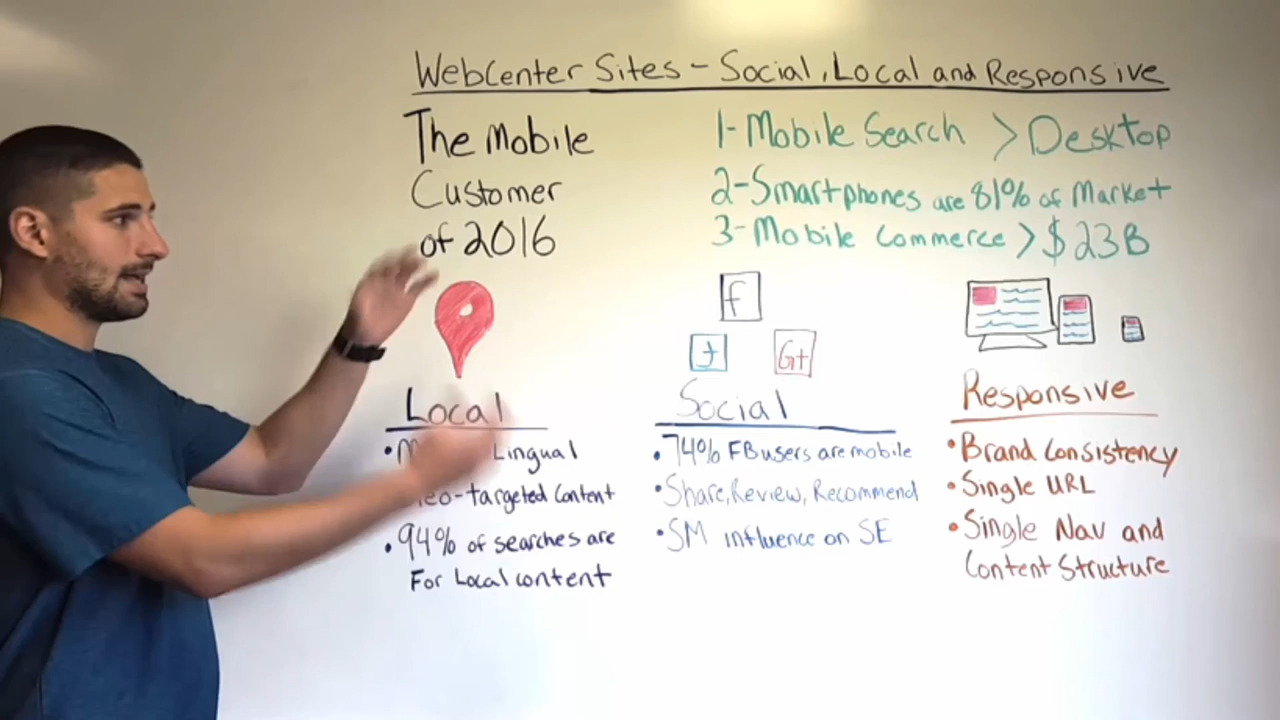 WebCenter Sites - Social, Local and Responsive
The Mobile
Customer
of 2016
1-Mobile Search > Desktop
2-Smartphones are 81% of Market
3-Mobile Commerce > $23B
f
t
G+
Local
• Lingual
-targeted Content
• 94% of searches are
For Local content
Social
• 74% FB users are mobile
• Share, Review, Recommend
• SM influence on SE
Responsive
• Brand Consistency
• Single URL
• Single Nav and
Content Structure